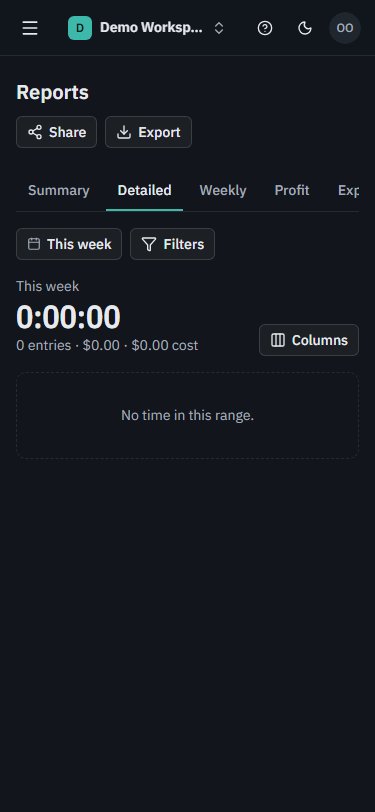 D Demo Worksp... OO
Reports
Share Export
Summary Detailed Weekly Profit Exp
This week Filters
This week
0:00:00
0 entries · $0.00 · $0.00 cost
Columns
No time in this range.